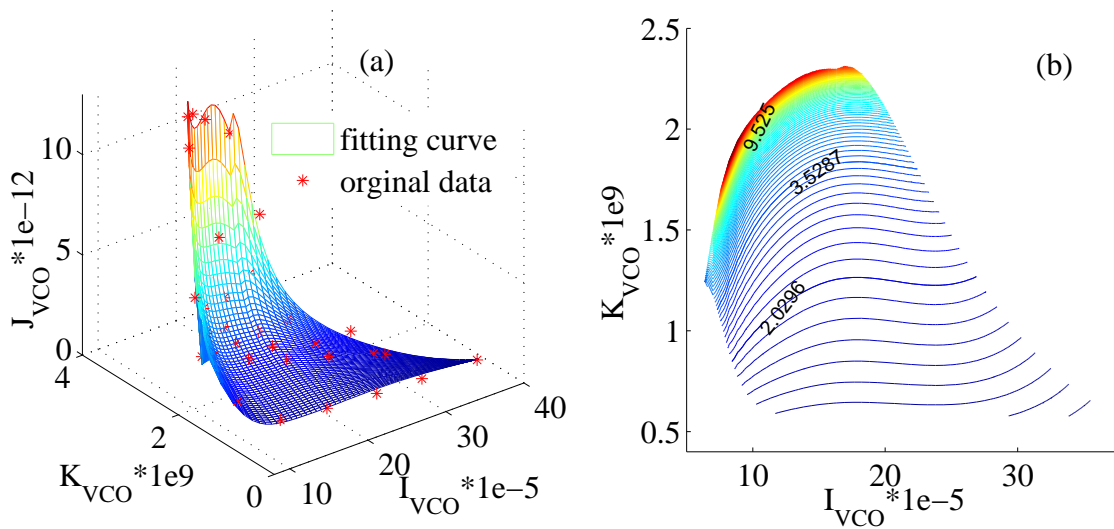 (a)
fitting curve
orginal data
J_VCO*1e−12
10
5
0
4
2
0
K_VCO*1e9
10
20
30
40
I_VCO*1e−5
(b)
2.5
2
1.5
1
0.5
K_VCO*1e9
9.525
3.5287
2.0296
10
20
30
I_VCO*1e−5